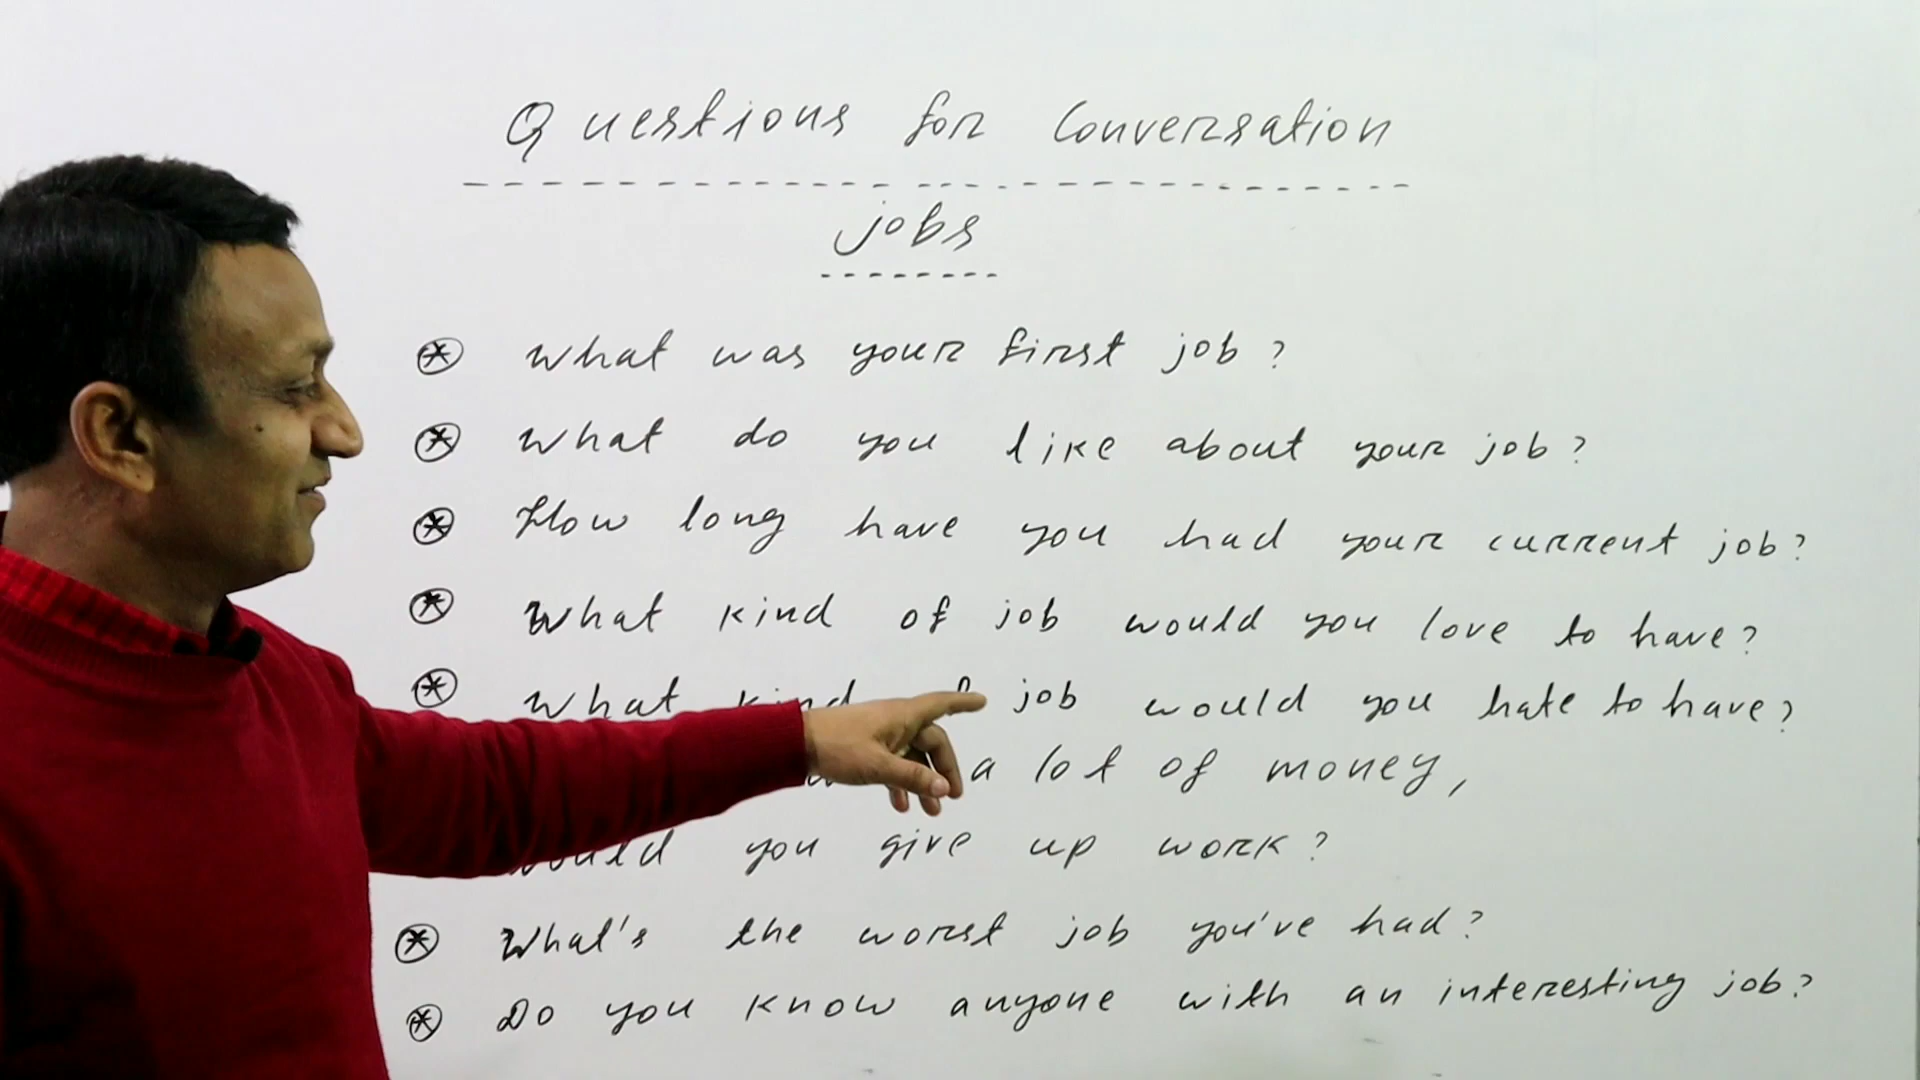 Questions for Conversation
jobs
What was your first job?
What do you like about your job?
How long have you had your current job?
What kind of job would you love to have?
What kind job would you hate to have?
a lot of money,
would you give up work?
What's the worst job you've had?
Do you know anyone with an interesting job?